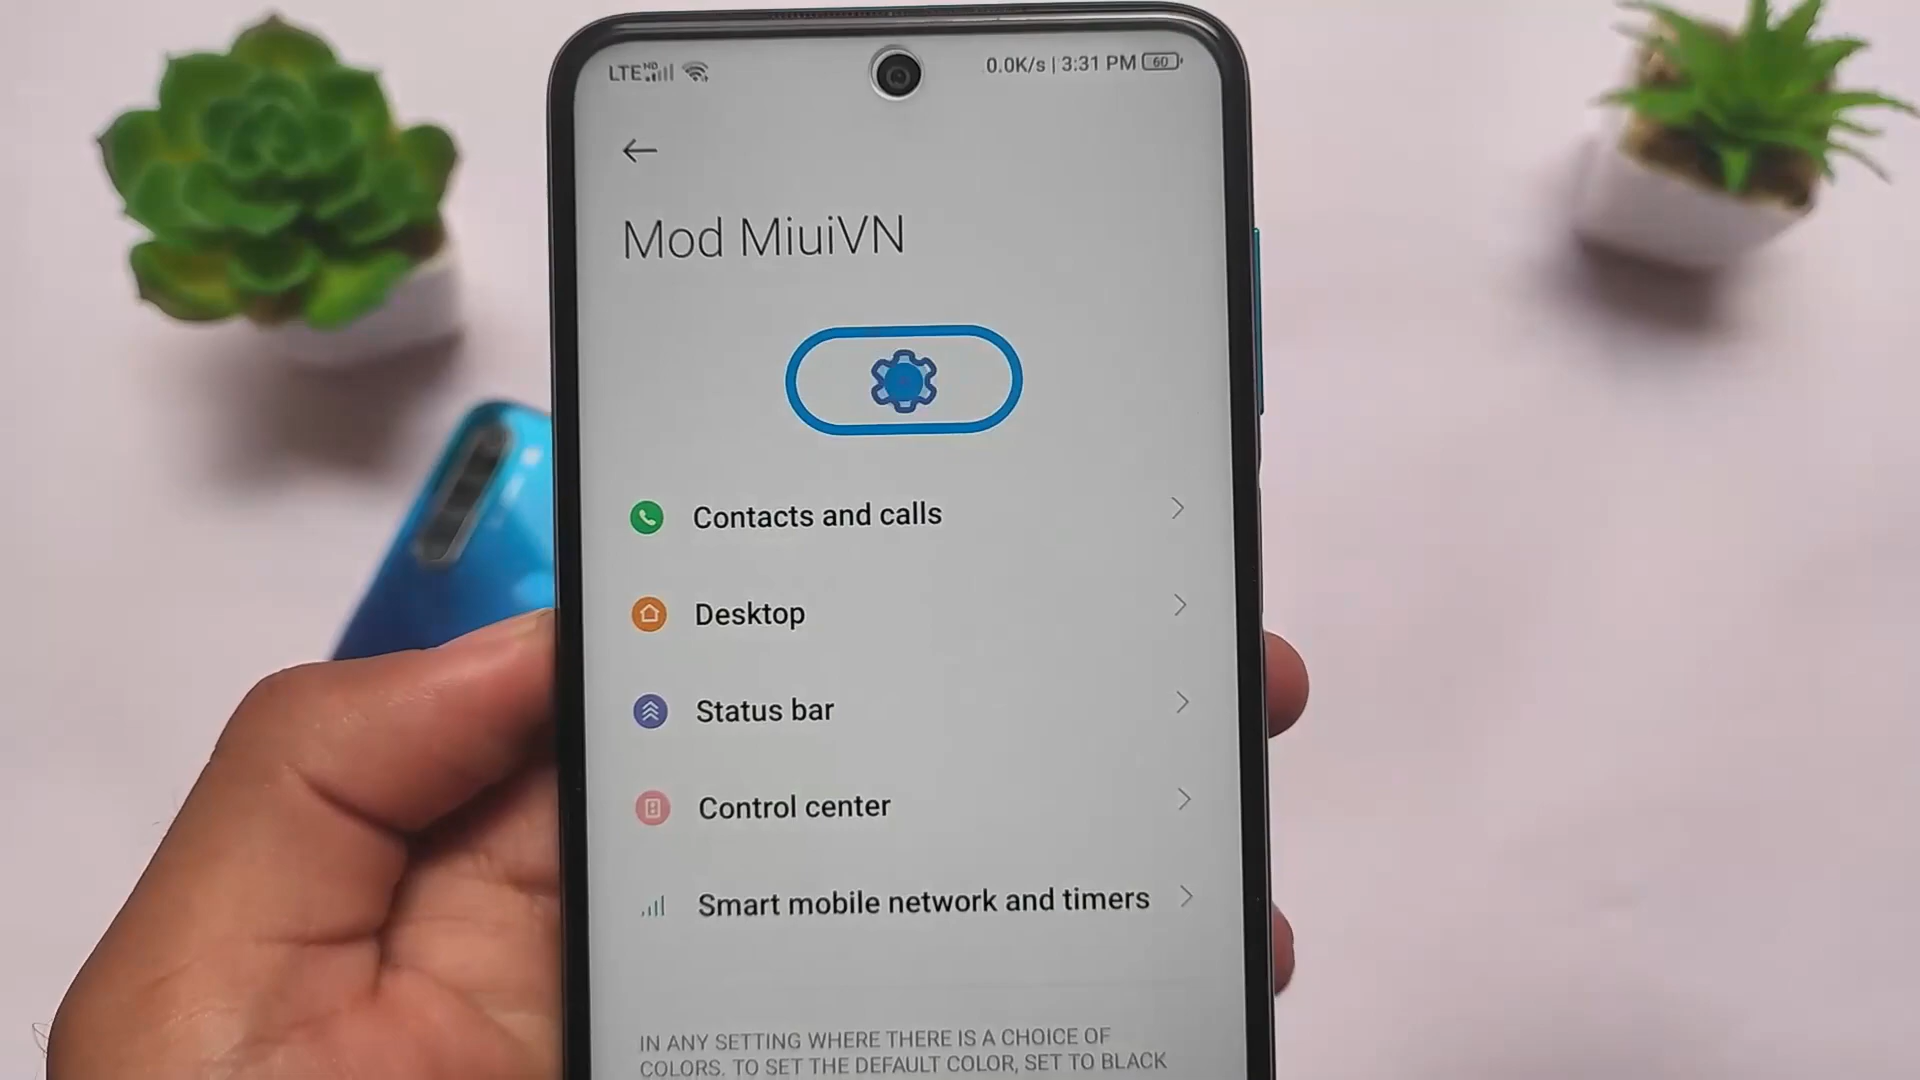 LTE HD 0.0K/s | 3:31 PM 60
Mod MiuiVN
Contacts and calls
Desktop
Status bar
Control center
Smart mobile network and timers
IN ANY SETTING WHERE THERE IS A CHOICE OF
COLORS. TO SET THE DEFAULT COLOR, SET TO BLACK